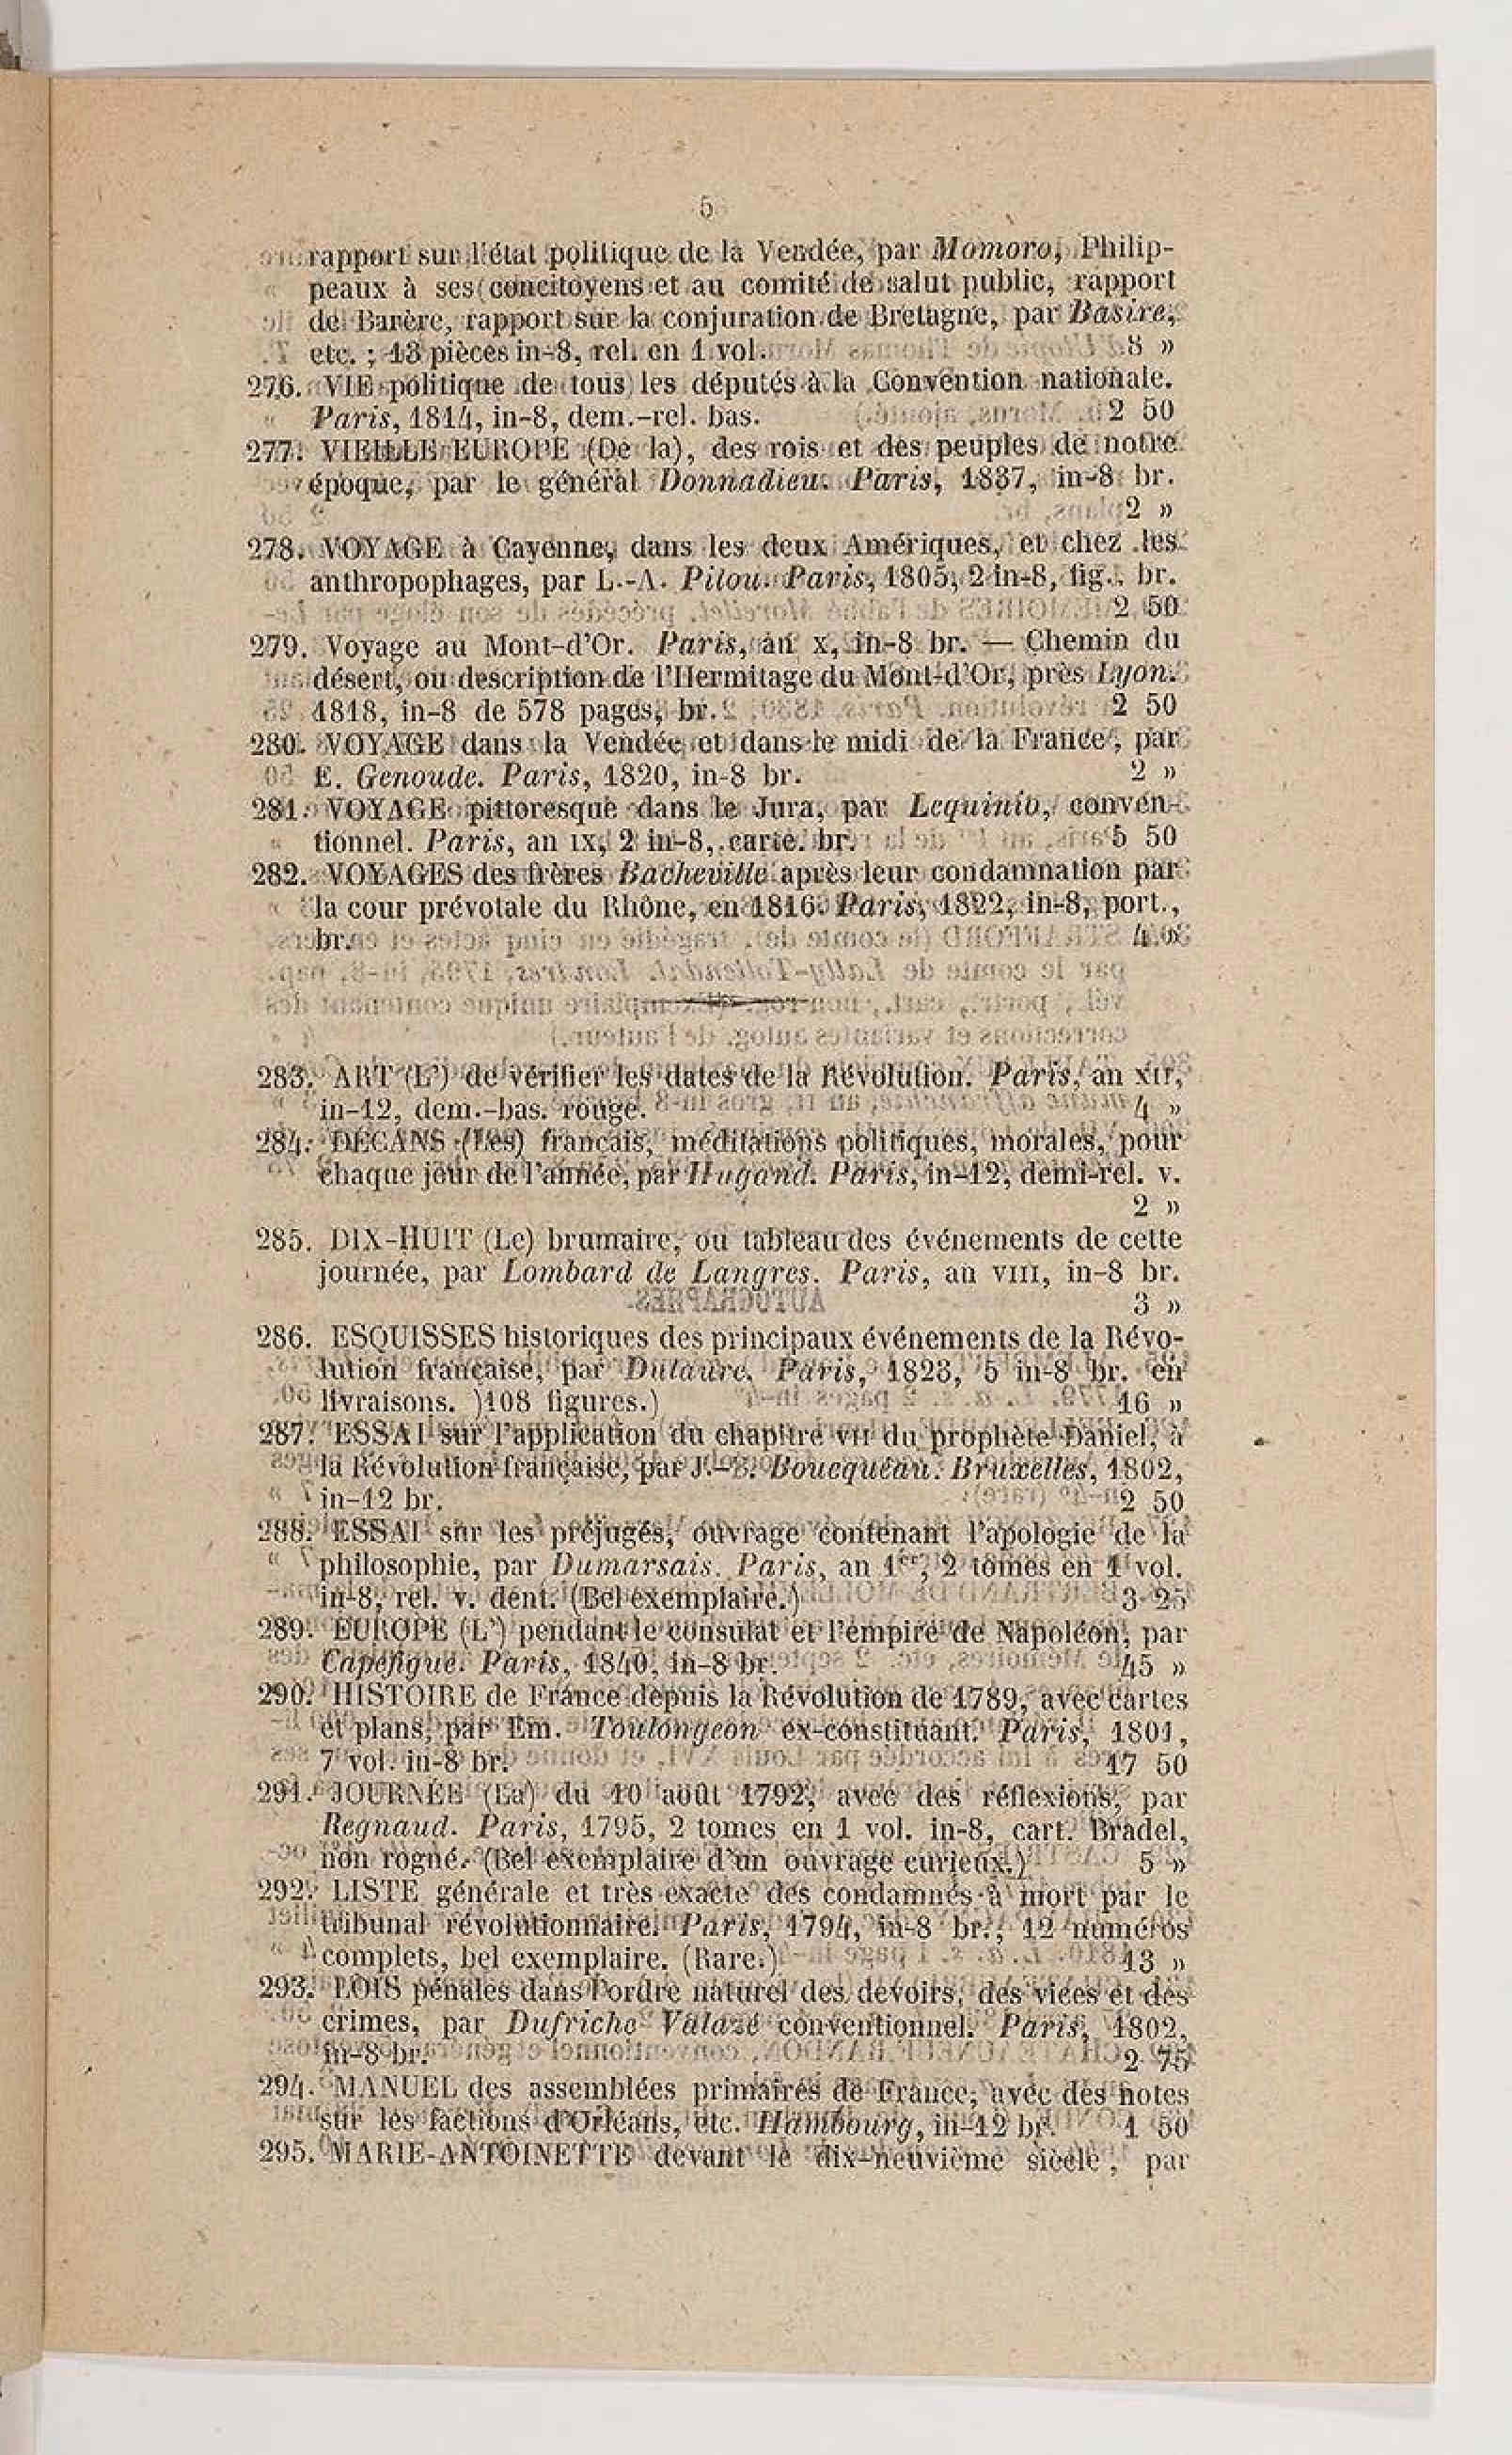 5
rapport sur l'état politique de la Vendée, par Momoro, Philip-
peaux à ses concitoyens et au comité de salut public, rapport
de Barère, rapport sur la conjuration de Bretagne, par Basire,
etc. ; 13 pièces in-8, rel. en 1 vol. 8 »
276. VIE politique de tous les députés à la Convention nationale.
Paris, 1814, in-8, dem.-rel. bas. 2 50
277. VIEILLE EUROPE (De la), des rois et des peuples de notre
époque, par le général Donnadieu. Paris, 1837, in-8 br.
2 »
278. VOYAGE à Cayenne, dans les deux Amériques, et chez les
anthropophages, par L.-A. Pitou. Paris, 1805, 2 in-8, fig., br.
2 50
279. Voyage au Mont-d'Or. Paris, an x, in-8 br. — Chemin du
désert, ou description de l'Hermitage du Mont-d'Or, près Lyon.
1818, in-8 de 578 pages, br. 2 50
280. VOYAGE dans la Vendée et dans le midi de la France, par
E. Genoude. Paris, 1820, in-8 br. 2 »
281. VOYAGE pittoresque dans le Jura, par Lequinio, conven-
tionnel. Paris, an ix, 2 in-8, carte. br. 5 50
282. VOYAGES des frères Bacheville après leur condamnation par
la cour prévotale du Rhône, en 1816. Paris, 1822, in-8, port.,
br. 4 »
283. ART (L') de vérifier les dates de la Révolution. Paris, an xii,
in-12, dem.-bas. rouge. 4 »
284. DÉCANS (Les) français, méditations politiques, morales, pour
chaque jour de l'année, par Hugand. Paris, in-12, demi-rel. v.
2 »
285. DIX-HUIT (Le) brumaire, ou tableau des événements de cette
journée, par Lombard de Langres. Paris, an viii, in-8 br.
3 »
286. ESQUISSES historiques des principaux événements de la Révo-
lution française, par Dulaure. Paris, 1823, 5 in-8 br. en
livraisons. )108 figures.) 16 »
287. ESSAI sur l'application du chapitre vii du prophète Daniel, à
la Révolution française, par J.-B. Boucqueau. Bruxelles, 1802,
in-12 br. 2 50
288. ESSAI sur les préjugés, ouvrage contenant l'apologie de la
philosophie, par Dumarsais. Paris, an 1er, 2 tomes en 1 vol.
in-8, rel. v. dent. (Bel exemplaire.) 3 25
289. EUROPE (L') pendant le consulat et l'empire de Napoléon, par
Capefigue. Paris, 1840, in-8 br. 45 »
290. HISTOIRE de France depuis la Révolution de 1789, avec cartes
et plans, par Em. Toulongeon ex-constituant. Paris, 1801,
7 vol. in-8 br. 17 50
291. JOURNÉE (La) du 10 août 1792, avec des réflexions, par
Regnaud. Paris, 1795, 2 tomes en 1 vol. in-8, cart. Bradel,
non rogné. (Bel exemplaire d'un ouvrage curieux.) 5 »
292. LISTE générale et très exacte des condamnés à mort par le
tribunal révolutionnaire. Paris, 1794, in-8 br., 12 numéros
complets, bel exemplaire. (Rare.) 13 »
293. LOIS pénales dans l'ordre naturel des devoirs, des vices et des
crimes, par Dufriche Valazé conventionnel. Paris, 1802,
in-8 br. 2 75
294. MANUEL des assemblées primaires de France, avec des notes
sur les factions d'Orléans, etc. Hambourg, in-12 br. 1 50
295. MARIE-ANTOINETTE devant le dix-neuvième siècle, par